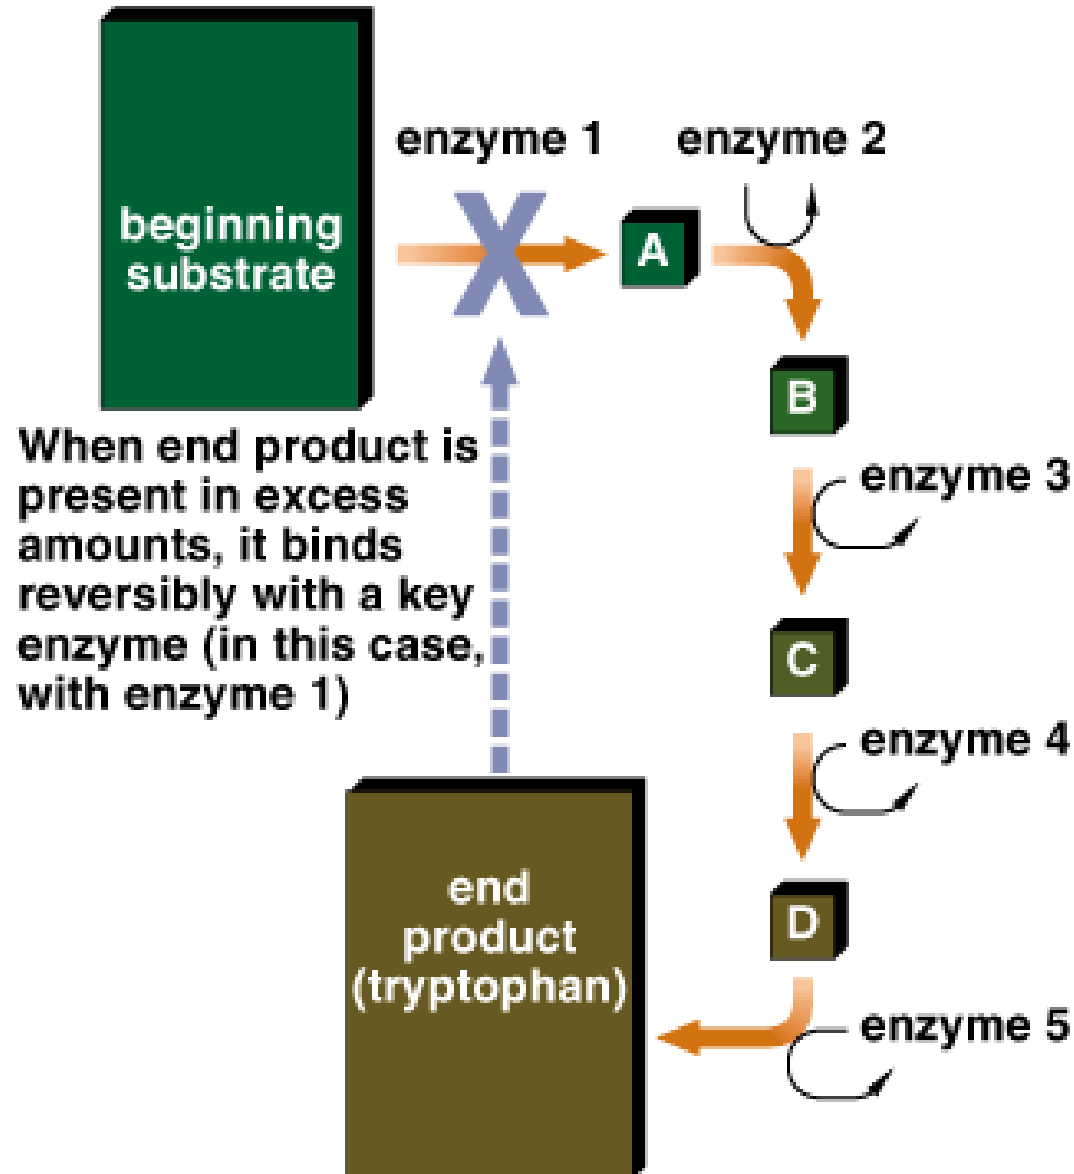 beginning
substrate
enzyme 1
X
enzyme 2
A
B
enzyme 3
When end product is
present in excess
amounts, it binds
reversibly with a key
enzyme (in this case,
with enzyme 1)
C
enzyme 4
D
end
product
(tryptophan)
enzyme 5